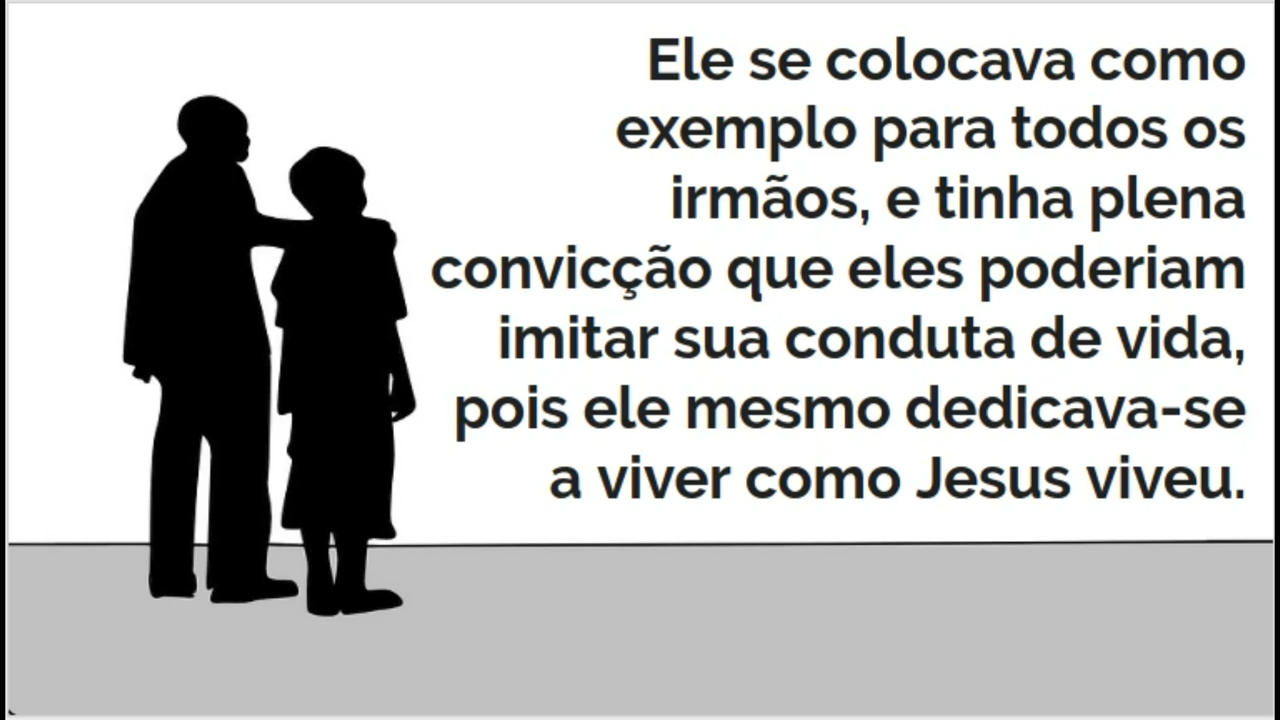 Ele se colocava como
exemplo para todos os
irmãos, e tinha plena
convicção que eles poderiam
imitar sua conduta de vida,
pois ele mesmo dedicava-se
a viver como Jesus viveu.